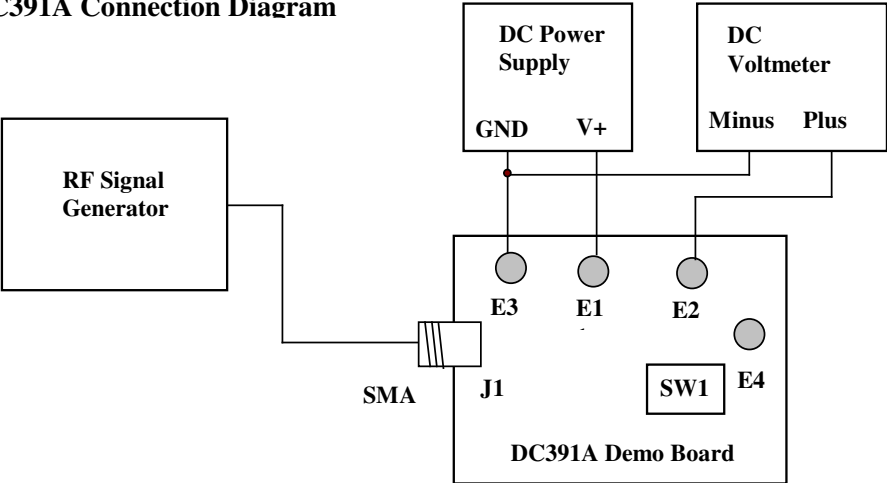 C391A Connection Diagram
DC Power
Supply
GND V+
DC
Voltmeter
Minus Plus
RF Signal
Generator
E3 E1 E2
E4
SMA
J1
SW1
DC391A Demo Board